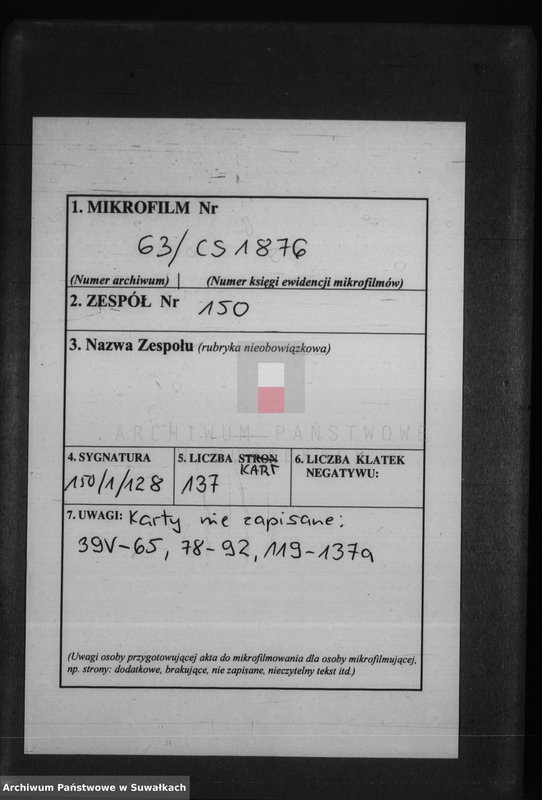 1. MIKROFILM Nr
63/CS1876
(Numer archiwum) (Numer księgi ewidencji mikrofilmów)
2. ZESPÓŁ Nr 150
3. Nazwa Zespołu (rubryka nieobowiązkowa)
ARCHIWUM PAŃSTWOWE
4. SYGNATURA
150/1/128
5. LICZBA STRON
KART
137
6. LICZBA KLATEK
NEGATYWU:
7. UWAGI: Karty nie zapisane:
39V-65, 78-92, 119-137a
(Uwagi osoby przygotowującej akta do mikrofilmowania dla osoby mikrofilmującej,
np. strony: dodatkowe, brakujące, nie zapisane, nieczytelny tekst itd.)
Archiwum Państwowe w Suwałkach